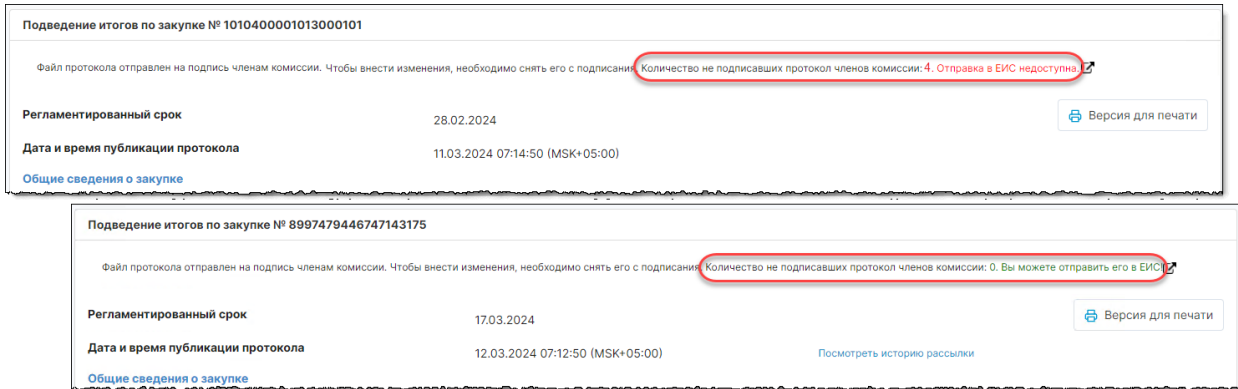 Подведение итогов по закупке № 1010400001013000101
Файл протокола отправлен на подпись членам комиссии. Чтобы внести изменения, необходимо снять его с подписания. Количество не подписавших протокол членов комиссии: 4. Отправка в ЕИС недоступна.
Регламентированный срок 28.02.2024
Версия для печати
Дата и время публикации протокола 11.03.2024 07:14:50 (MSK+05:00)
Общие сведения о закупке
Подведение итогов по закупке № 8997479446747143175
Файл протокола отправлен на подпись членам комиссии. Чтобы внести изменения, необходимо снять его с подписания. Количество не подписавших протокол членов комиссии: 0. Вы можете отправить его в ЕИС!
Регламентированный срок 17.03.2024
Версия для печати
Дата и время публикации протокола 12.03.2024 07:12:50 (MSK+05:00) Посмотреть историю рассылки
Общие сведения о закупке